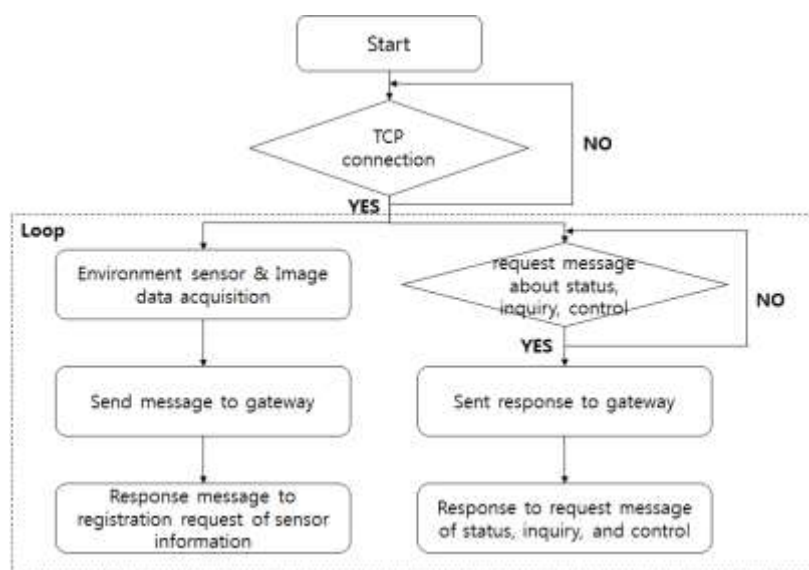 Start
TCP
connection
NO
YES
Loop
Environment sensor & Image
data acquisition
request message
about status,
inquiry, control
NO
YES
Send message to gateway
Sent response to gateway
Response message to
registration request of sensor
information
Response to request message
of status, inquiry, and control